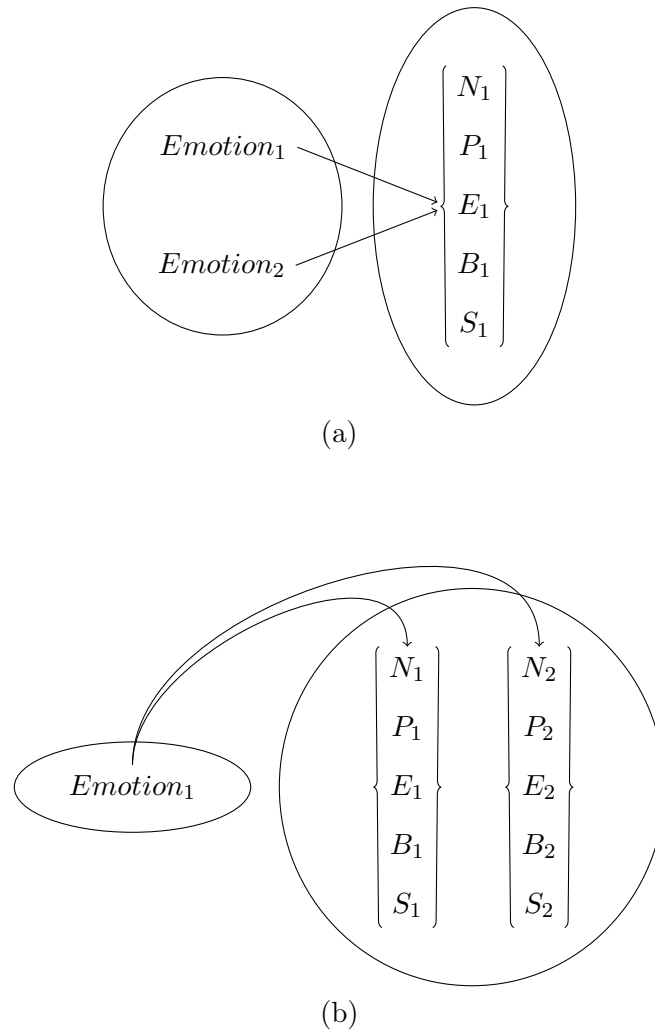 N₁
Emotion₁
P₁
E₁
Emotion₂
B₁
S₁
(a)
N₁ N₂
P₁ P₂
Emotion₁ E₁ E₂
B₁ B₂
S₁ S₂
(b)